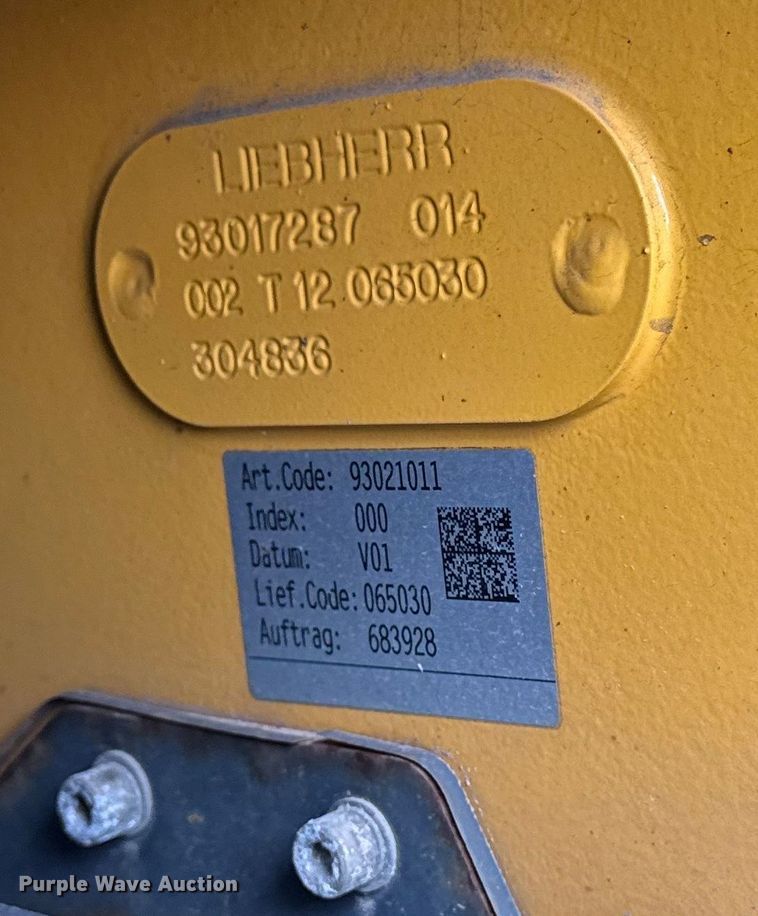 LIEBHERR
93017287 014
002 T 12 065030
304836
Art.Code: 93021011
Index: 000
Datum: V01
Lief.Code: 065030
Auftrag: 683928
Purple Wave Auction